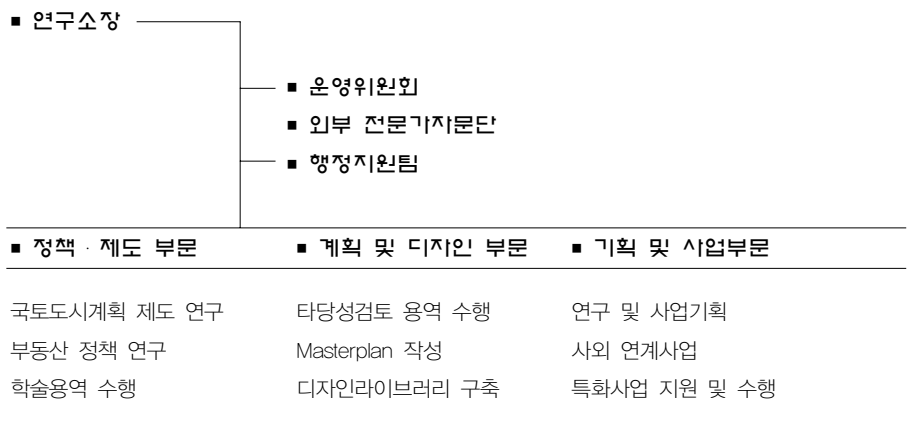 ■ 연구소장
■ 운영위원회
■ 외부 전문가자문단
■ 행정지원팀
■ 정책 · 제도 부문 ■ 계획 및 디자인 부문 ■ 기획 및 사업부문
국토도시계획 제도 연구 타당성검토 용역 수행 연구 및 사업기획
부동산 정책 연구 Masterplan 작성 사외 연계사업
학술용역 수행 디자인라이브러리 구축 특화사업 지원 및 수행